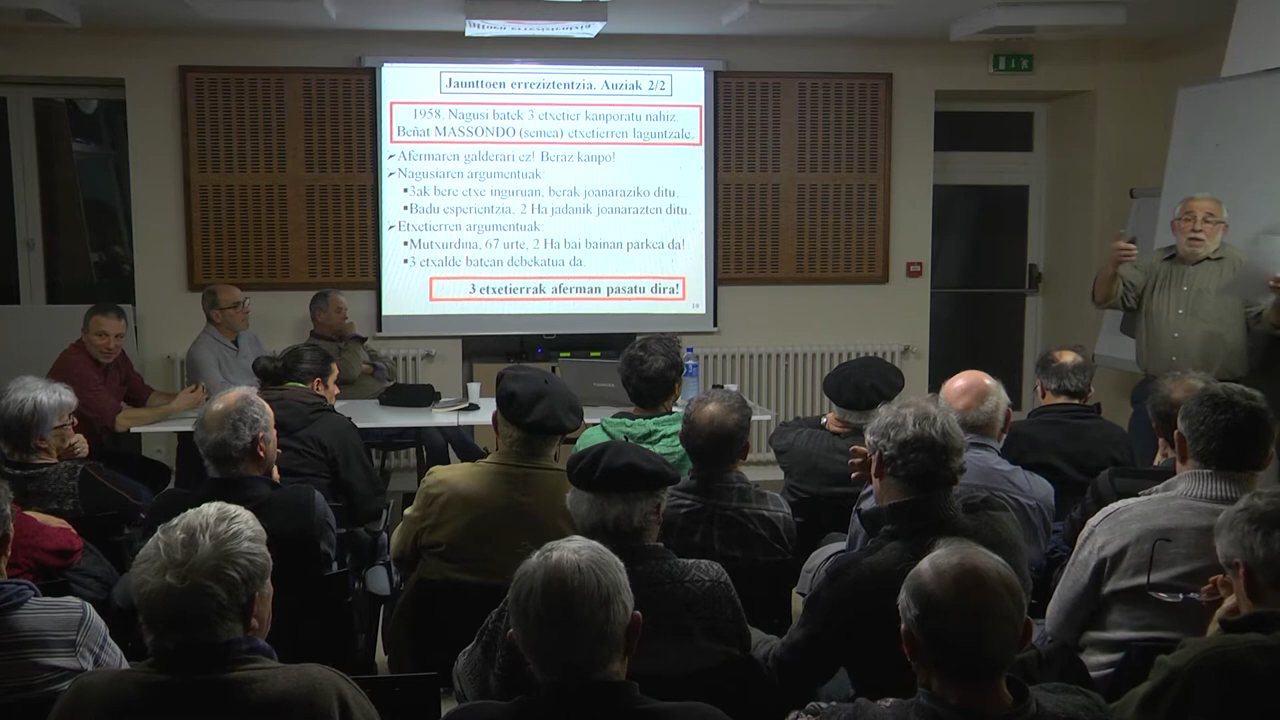 Jaunttoen erreziztentzia. Auziak 2/2
1958. Nagusi batek 3 etxetier kanporatu nahiz.
Beñat MASSONDO (semea) etxetierren laguntzale.
➤Afermaren galderari ez! Beraz kanpo!
➤Nagusiaren argumentuak:
▪3ak bere etxe inguruan, berak joanaraziko ditu.
▪Badu esperientzia. 2 Ha jadanik joanarazten ditu.
➤Etxetierren argumentuak:
▪Mutxurdina, 67 urte, 2 Ha bai bainan parkea da!
▪3 etxalde batean debekatua da.
3 etxetierrak aferman pasatu dira!
10